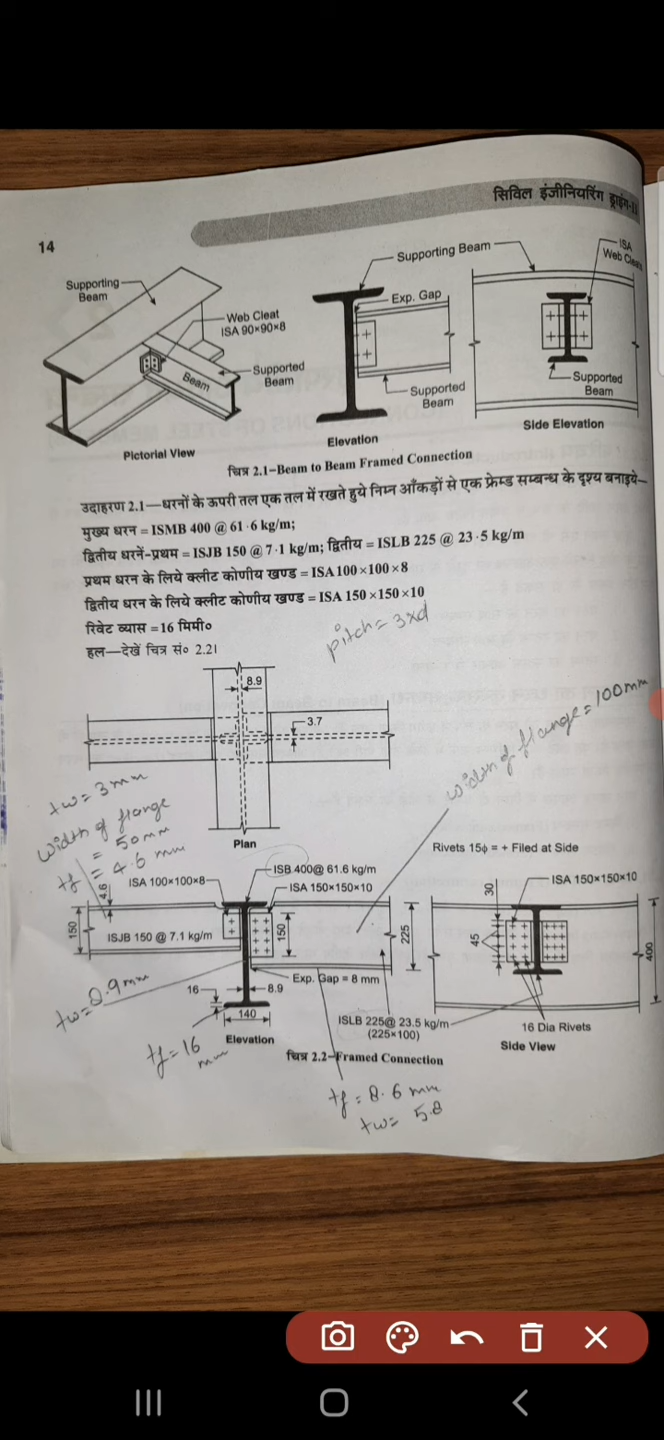 सिविल इंजीनियरिंग ड्राइंग-II
14
Supporting
Beam
Web Cleat
ISA 90×90×8
Supported
Beam
Beam
Pictorial View
Supporting Beam
Exp. Gap
Supported
Beam
Elevation
ISA
Web Cleats
Supported
Beam
Side Elevation
चित्र 2.1–Beam to Beam Framed Connection
उदाहरण 2.1—धरनों के ऊपरी तल एक तल में रखते हुये निम्न आँकड़ों से एक फ्रेम्ड सम्बन्ध के दृश्य बनाइये—
मुख्य धरन = ISMB 400 @ 61·6 kg/m;
द्वितीय धरनें-प्रथम = ISJB 150 @ 7·1 kg/m; द्वितीय = ISLB 225 @ 23·5 kg/m
प्रथम धरन के लिये क्लीट कोणीय खण्ड = ISA 100×100×8
द्वितीय धरन के लिये क्लीट कोणीय खण्ड = ISA 150×150×10
रिवेट व्यास =16 मिमी०
pitch = 3xd
हल—देखें चित्र सं० 2.2।
8.9
3.7
Plan
width of flange = 100mm
tw = 3mm
width of flange
= 50mm
tf = 4.6 mm
Rivets 15ϕ = + Filed at Side
4.6
ISA 100×100×8
ISB 400@ 61.6 kg/m
ISA 150×150×10
150
ISJB 150 @ 7.1 kg/m
150
225
Exp. Gap = 8 mm
16
8.9
140
ISLB 225@ 23.5 kg/m
(225×100)
Elevation
30
ISA 150×150×10
45
400
16 Dia Rivets
Side View
tw = 8.9mm
tf = 16
mm
चित्र 2.2–Framed Connection
tf = 8.6 mm
tw = 5.8